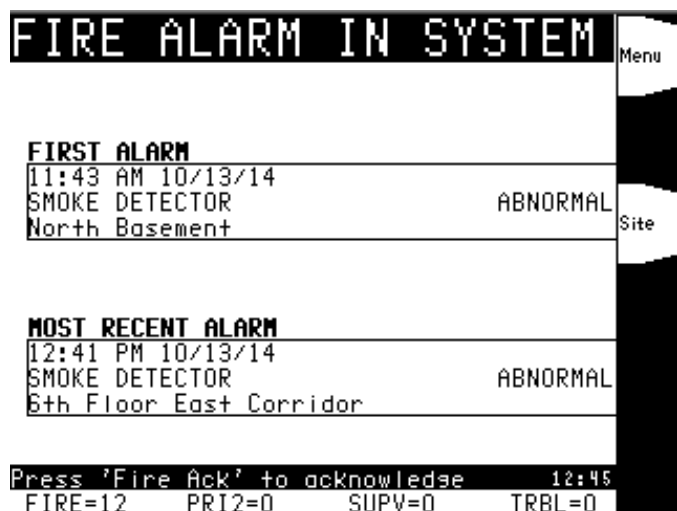 FIRE ALARM IN SYSTEM
Menu
FIRST ALARM
11:43 AM 10/13/14
SMOKE DETECTOR ABNORMAL
North Basement
Site
MOST RECENT ALARM
12:41 PM 10/13/14
SMOKE DETECTOR ABNORMAL
6th Floor East Corridor
Press 'Fire Ack' to acknowledge 12:45
FIRE=12 PRI2=0 SUPV=0 TRBL=0